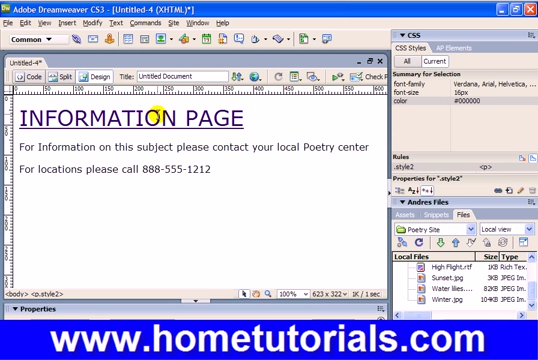 Adobe Dreamweaver CS3 - [Untitled-4 (XHTML)*]
File Edit View Insert Modify Text Commands Site Window Help
Common
Untitled-4*
Code Split Design Title: Untitled Document Check P
INFORMATION PAGE
For Information on this subject please contact your local Poetry center
For locations please call 888-555-1212
<body> <p.style2> 100% 623 x 322 1K / 1 sec
Properties
CSS
CSS Styles AP Elements
All Current
Summary for Selection
font-family Verdana, Arial, Helvetica,
font-size 16px
color #000000
Rules
.style2 <p>
Properties for ".style2"
Andres Files
Assets Snippets Files
Poetry Site Local view
Local Files Size Type
High Flight.rtf 1KB Rich Tex.
Sunset.jpg 3KB JPEG Im.
Water lilies.... 82KB JPEG Im.
Winter.jpg 104KB JPEG Im.
www.hometutorials.com